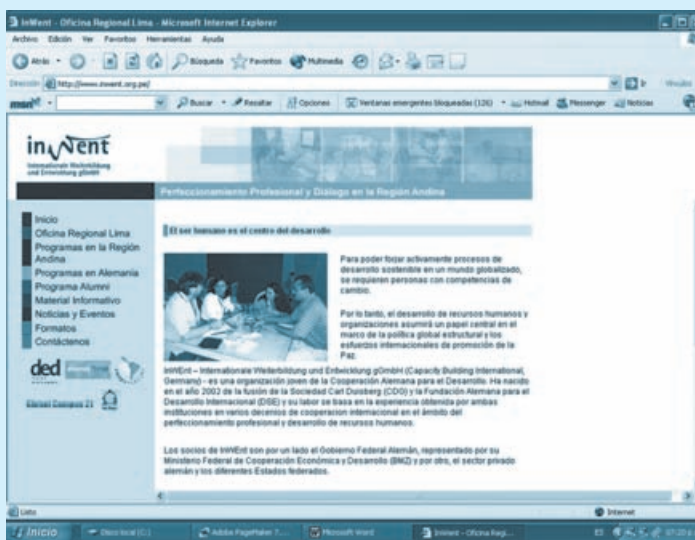 InWent - Oficina Regional Lima - Microsoft Internet Explorer
Archivo Edición Ver Favoritos Herramientas Ayuda
Atrás Búsqueda Favoritos Multimedia
Dirección http://www.inwent.org.pe/ Ir Vínculos
msn Buscar Resaltar Opciones Ventanas emergentes bloqueadas (126) Hotmail Messenger Noticias
inWent
Internationale Weiterbildung
und Entwicklung gGmbH
Perfeccionamiento Profesional y Diálogo en la Región Andina
Inicio
Oficina Regional Lima
Programas en la Región
Andina
Programas en Alemania
Programa Alumni
Material Informativo
Noticias y Eventos
Formatos
Contáctenos
ded
Global Campus 21
El ser humano es el centro del desarrollo
Para poder forjar activamente procesos de
desarrollo sostenible en un mundo globalizado,
se requieren personas con competencias de
cambio.
Por lo tanto, el desarrollo de recursos humanos y
organizaciones asumirá un papel central en el
marco de la política global estructural y los
esfuerzos internacionales de promoción de la
Paz.
InWEnt – Internationale Weiterbildung und Entwicklung gGmbH (Capacity Building International,
Germany) - es una organización joven de la Cooperación Alemana para el Desarrollo. Ha nacido
en el año 2002 de la fusión de la Sociedad Carl Duisberg (CDG) y la Fundación Alemana para el
Desarrollo Internacional (DSE) y su labor se basa en la experiencia obtenida por ambas
instituciones en varios decenios de cooperacion internacional en el ámbito del
perfeccionamiento profesional y desarrollo de recursos humanos.
Los socios de InWEnt son por un lado el Gobierno Federal Alemán, representado por su
Ministerio Federal de Cooperación Económica y Desarrollo (BMZ) y por otro, el sector privado
alemán y los diferentes Estados federados.
Listo Internet
Inicio Disco local (C:) Adobe PageMaker 7.... Microsoft Word InWent - Oficina Regi... ES